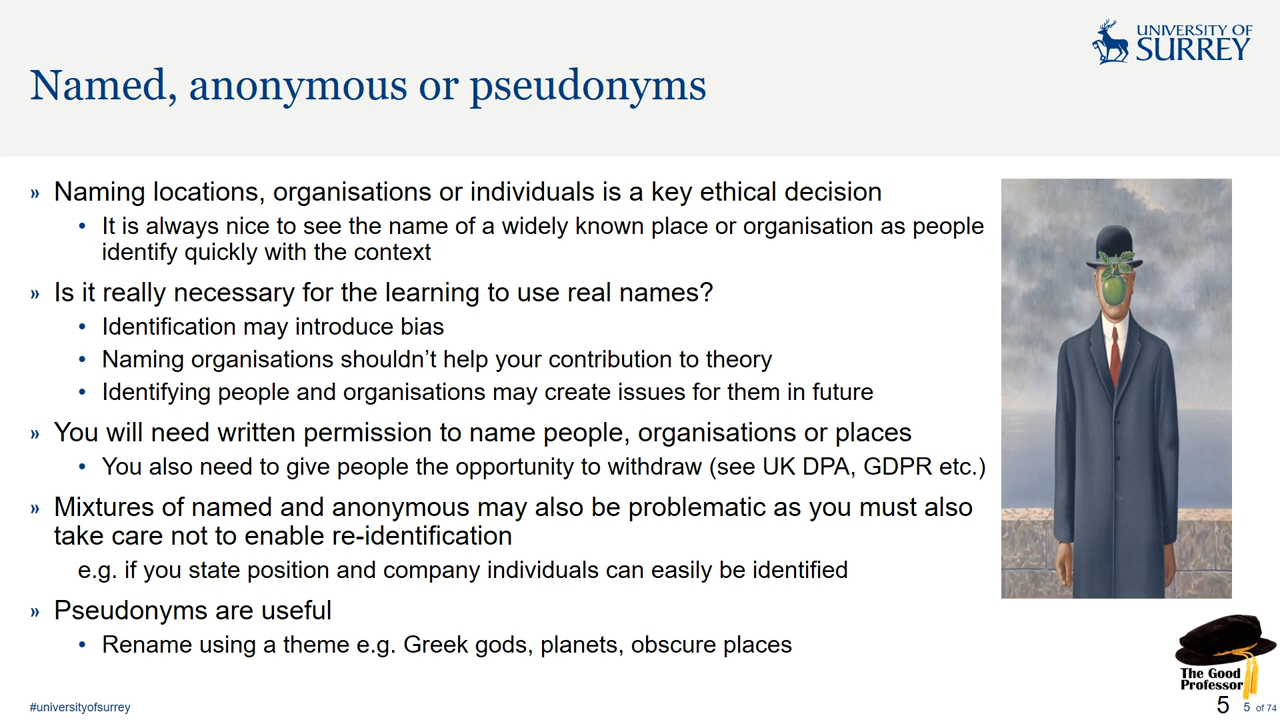 UNIVERSITY OF
SURREY
Named, anonymous or pseudonyms
» Naming locations, organisations or individuals is a key ethical decision
• It is always nice to see the name of a widely known place or organisation as people
identify quickly with the context
» Is it really necessary for the learning to use real names?
• Identification may introduce bias
• Naming organisations shouldn’t help your contribution to theory
• Identifying people and organisations may create issues for them in future
» You will need written permission to name people, organisations or places
• You also need to give people the opportunity to withdraw (see UK DPA, GDPR etc.)
» Mixtures of named and anonymous may also be problematic as you must also
take care not to enable re-identification
e.g. if you state position and company individuals can easily be identified
» Pseudonyms are useful
• Rename using a theme e.g. Greek gods, planets, obscure places
The Good
Professor
#universityofsurrey
5 5 of 74